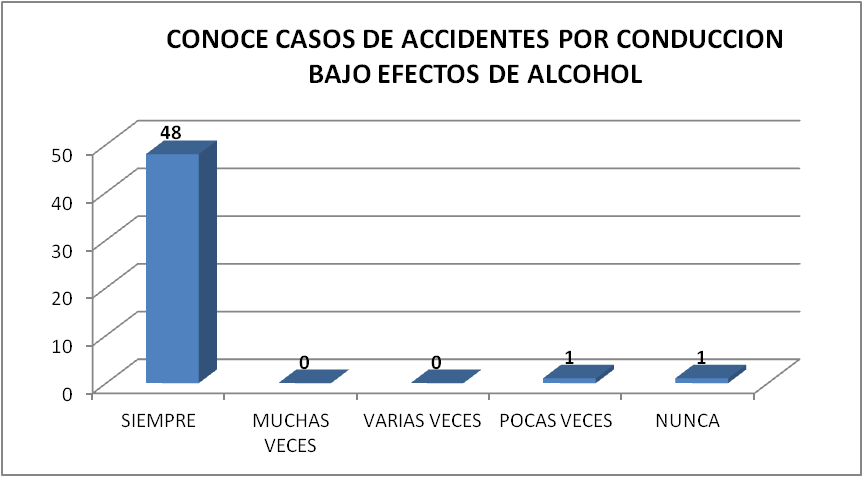 CONOCE CASOS DE ACCIDENTES POR CONDUCCION
BAJO EFECTOS DE ALCOHOL
48
50
40
30
20
10
0
0
0
1
1
SIEMPRE
MUCHAS
VECES
VARIAS VECES
POCAS VECES
NUNCA